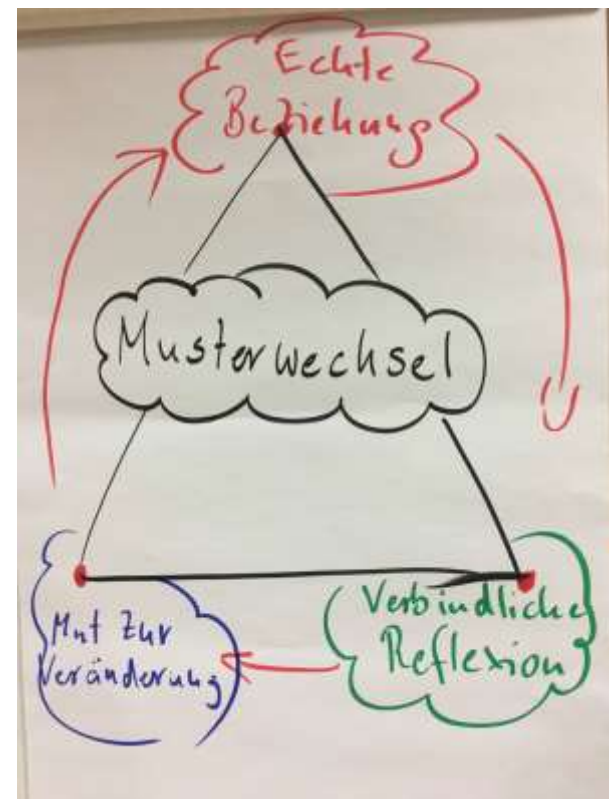 Echte
Beziehung
Musterwechsel
Mut zur
Veränderung
Verbindliche
Reflexion